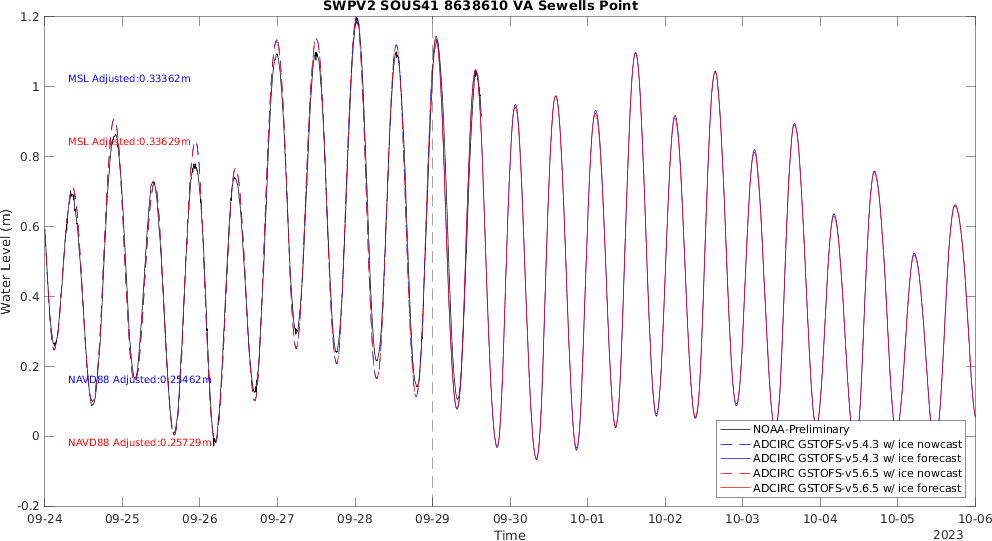 SWPV2 SOUS41 8638610 VA Sewells Point
1.2
1
0.8
0.6
0.4
0.2
0
-0.2
Water Level (m)
MSL Adjusted:0.33362m
MSL Adjusted:0.33629m
NAVD88 Adjusted:0.25462m
NAVD88 Adjusted:0.25729m
NOAA-Preliminary
ADCIRC GSTOFS-v5.4.3 w/ ice nowcast
ADCIRC GSTOFS-v5.4.3 w/ ice forecast
ADCIRC GSTOFS-v5.6.5 w/ ice nowcast
ADCIRC GSTOFS-v5.6.5 w/ ice forecast
09-24 09-25 09-26 09-27 09-28 09-29 09-30 10-01 10-02 10-03 10-04 10-05 10-06
Time
2023